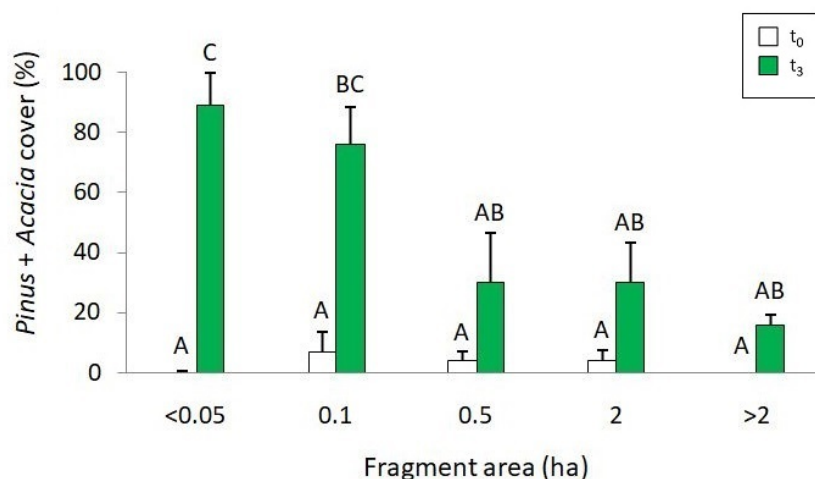 t0
t3
Pinus + Acacia cover (%)
100
80
60
40
20
0
A
C
A
BC
A
AB
A
AB
A
AB
<0.05
0.1
0.5
2
>2
Fragment area (ha)